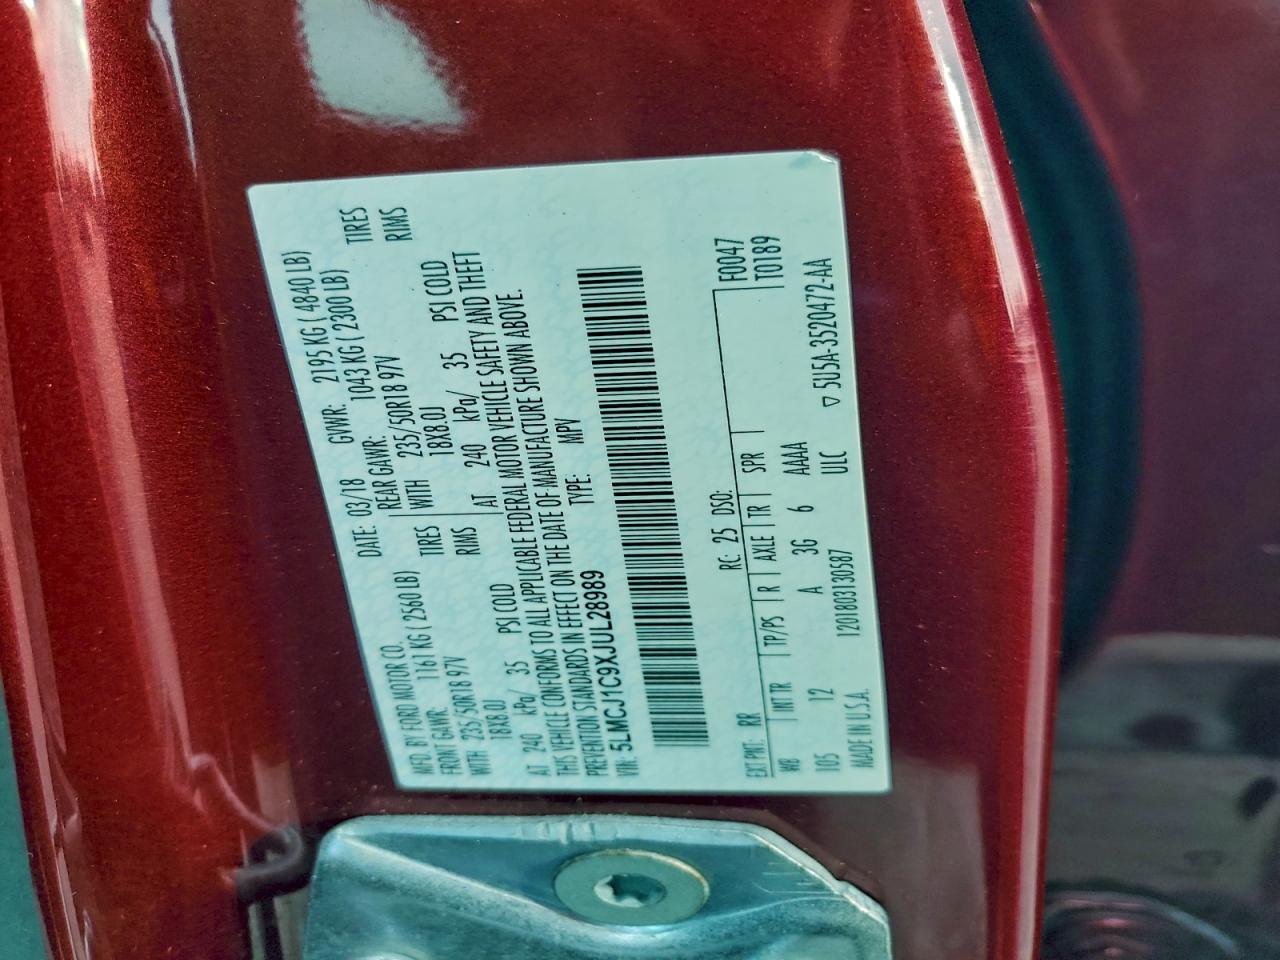 MFD. BY FORD MOTOR CO. DATE: 03/18 GVWR: 2195 KG ( 4840 LB)
FRONT GAWR: 1161 KG ( 2560 LB) REAR GAWR: 1043 KG ( 2300 LB)
WITH 235/50R18 97V TIRES WITH 235/50R18 97V TIRES
18X8.0J RIMS 18X8.0J RIMS
AT 240 kPa/ 35 PSI COLD AT 240 kPa/ 35 PSI COLD
THIS VEHICLE CONFORMS TO ALL APPLICABLE FEDERAL MOTOR VEHICLE SAFETY AND THEFT
PREVENTION STANDARDS IN EFFECT ON THE DATE OF MANUFACTURE SHOWN ABOVE.
VIN: 5LMCJ1C9XJUL28989 TYPE: MPV
F0047
EXT PNT: RR RC: 25 DSO: T0189
WB INT TR TP/PS R AXLE TR SPR
105 12 A 3G 6 AAAA
MADE IN U.S.A. 120180313058​7 ULC ▽ 5U5A-3520472-AA